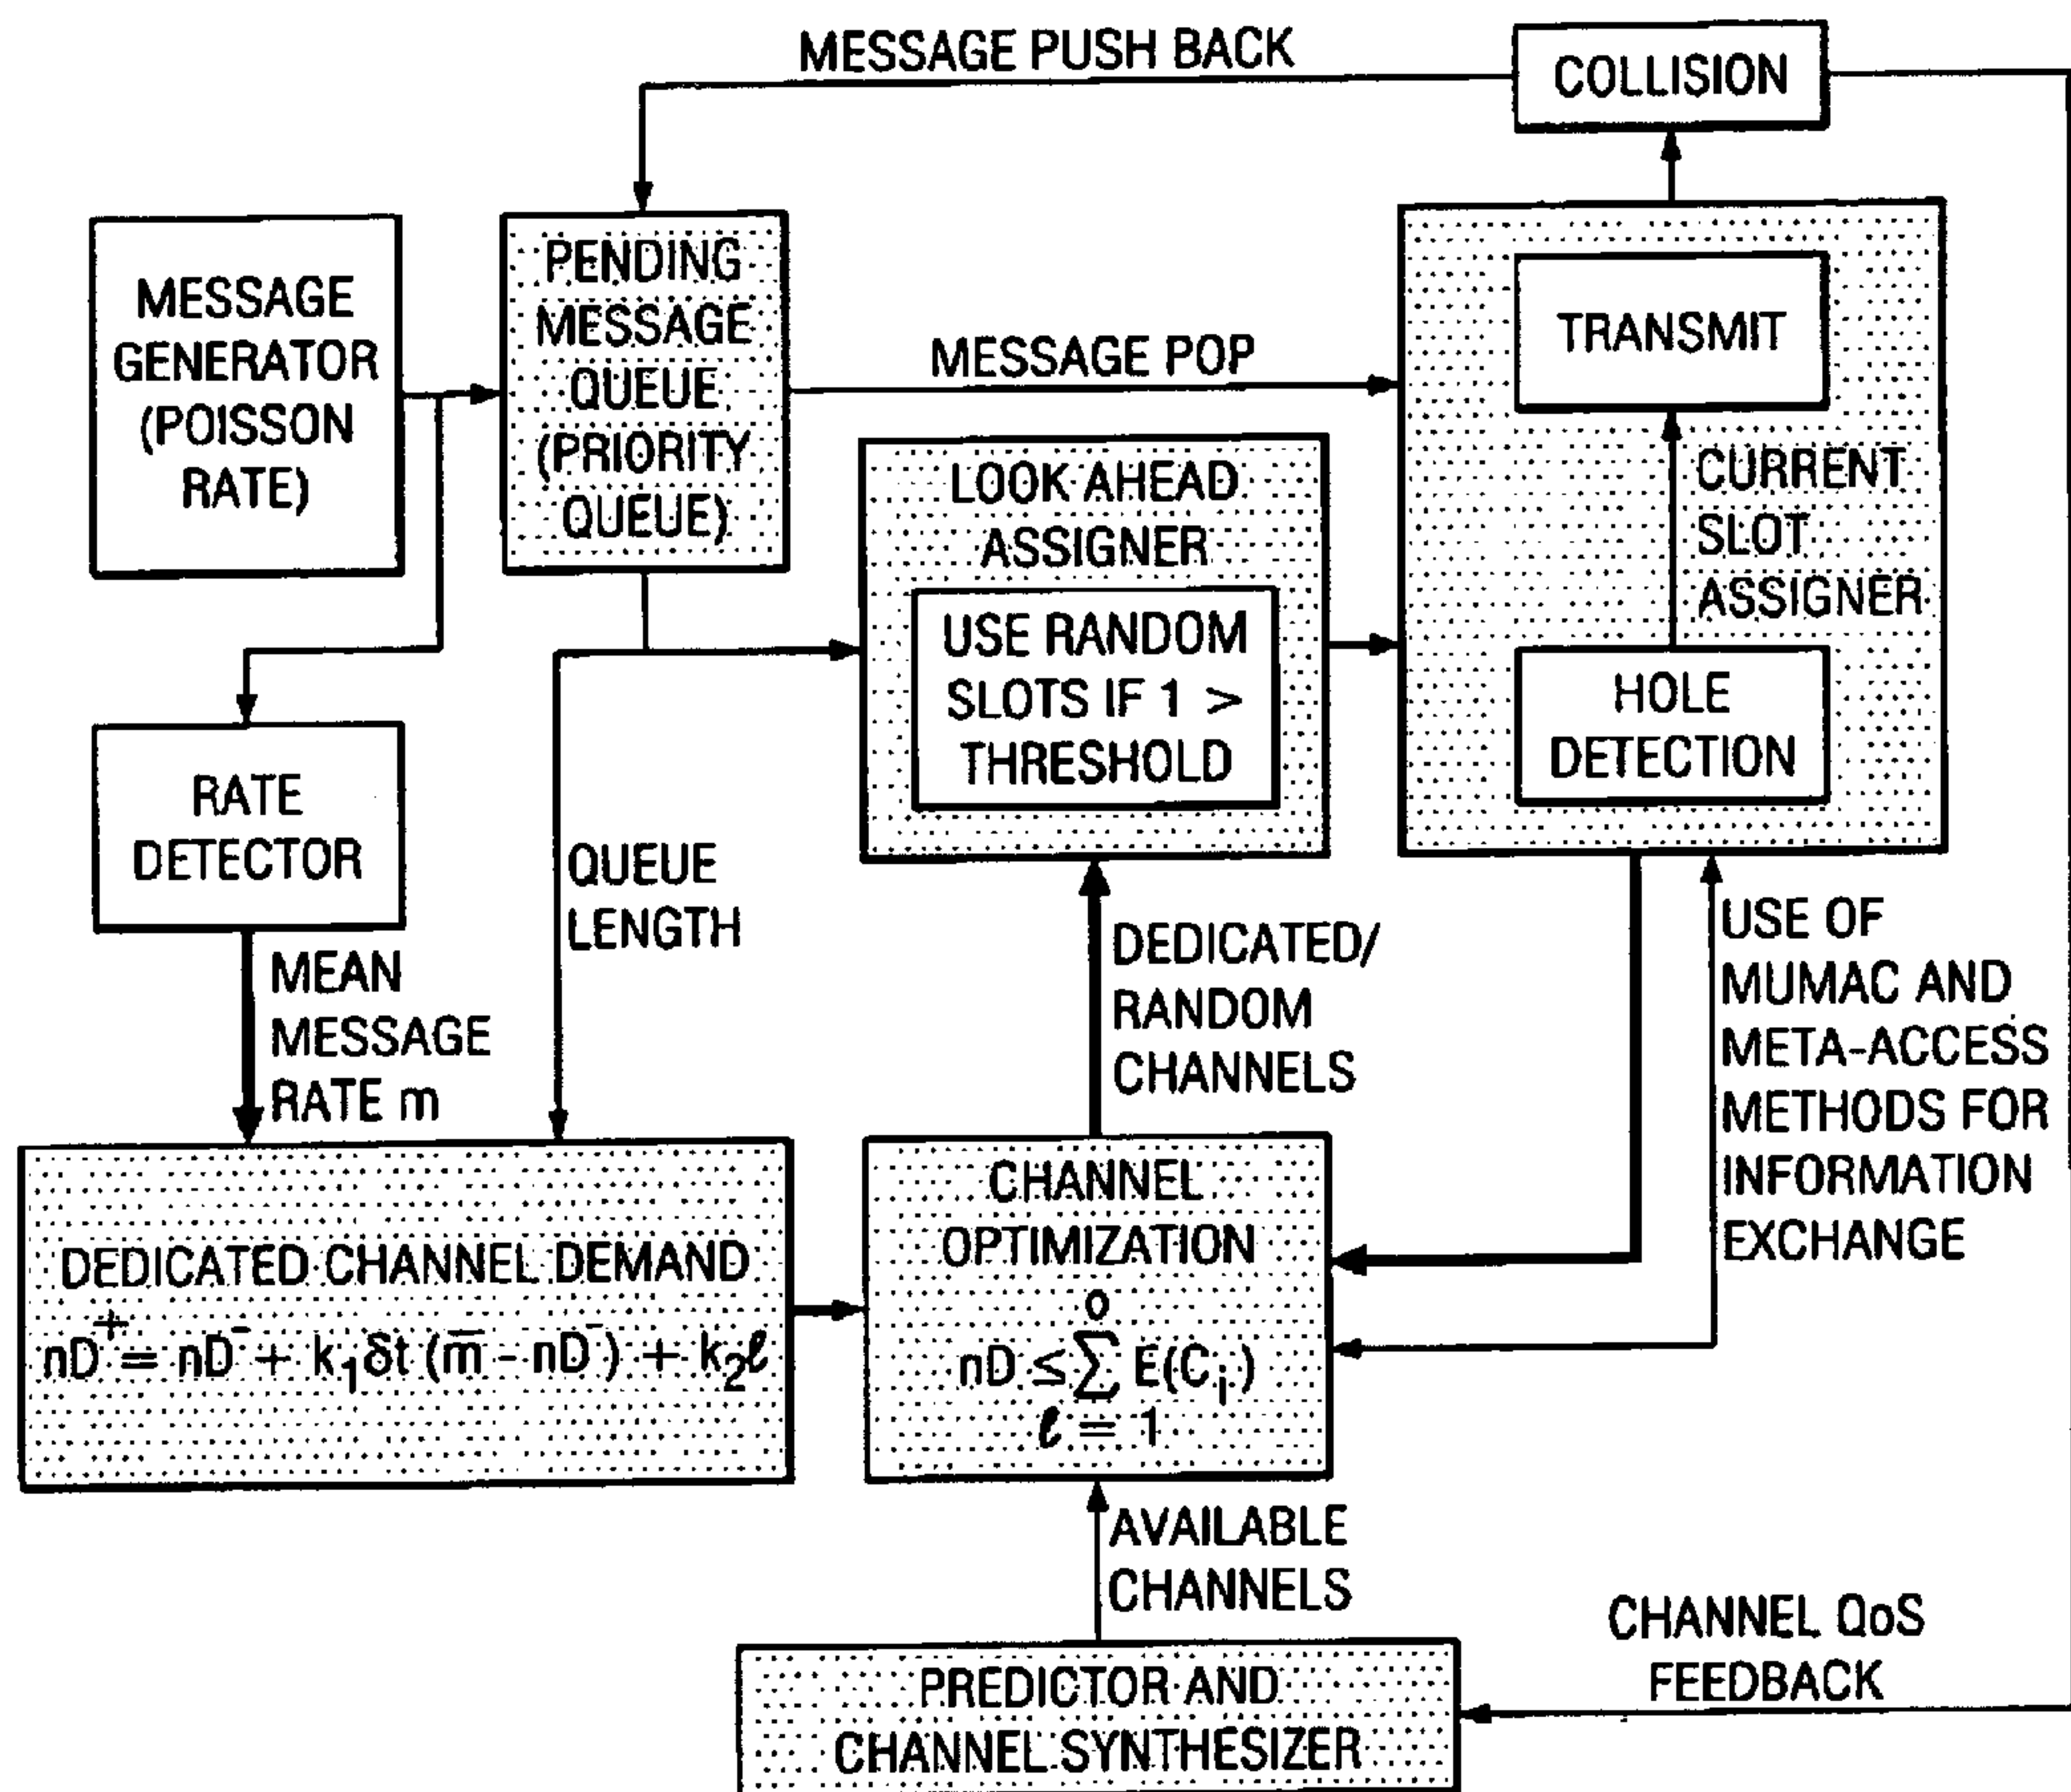 MESSAGE PUSH BACK
COLLISION
MESSAGE
GENERATOR
(POISSON
RATE)
PENDING
MESSAGE
QUEUE
(PRIORITY
QUEUE)
MESSAGE POP
TRANSMIT
CURRENT
SLOT
ASSIGNER
HOLE
DETECTION
LOOK AHEAD
ASSIGNER
USE RANDOM
SLOTS IF 1 >
THRESHOLD
RATE
DETECTOR
QUEUE
LENGTH
MEAN
MESSAGE
RATE m
DEDICATED/
RANDOM
CHANNELS
USE OF
MUMAC AND
META-ACCESS
METHODS FOR
INFORMATION
EXCHANGE
DEDICATED CHANNEL DEMAND
nD⁺ = nD⁻ + k₁δt (m̅ - nD⁻) + k₂ℓ
CHANNEL
OPTIMIZATION
o
nD ≤ ∑ E(Cᵢ)
ℓ = 1
AVAILABLE
CHANNELS
CHANNEL QoS
FEEDBACK
PREDICTOR AND
CHANNEL SYNTHESIZER